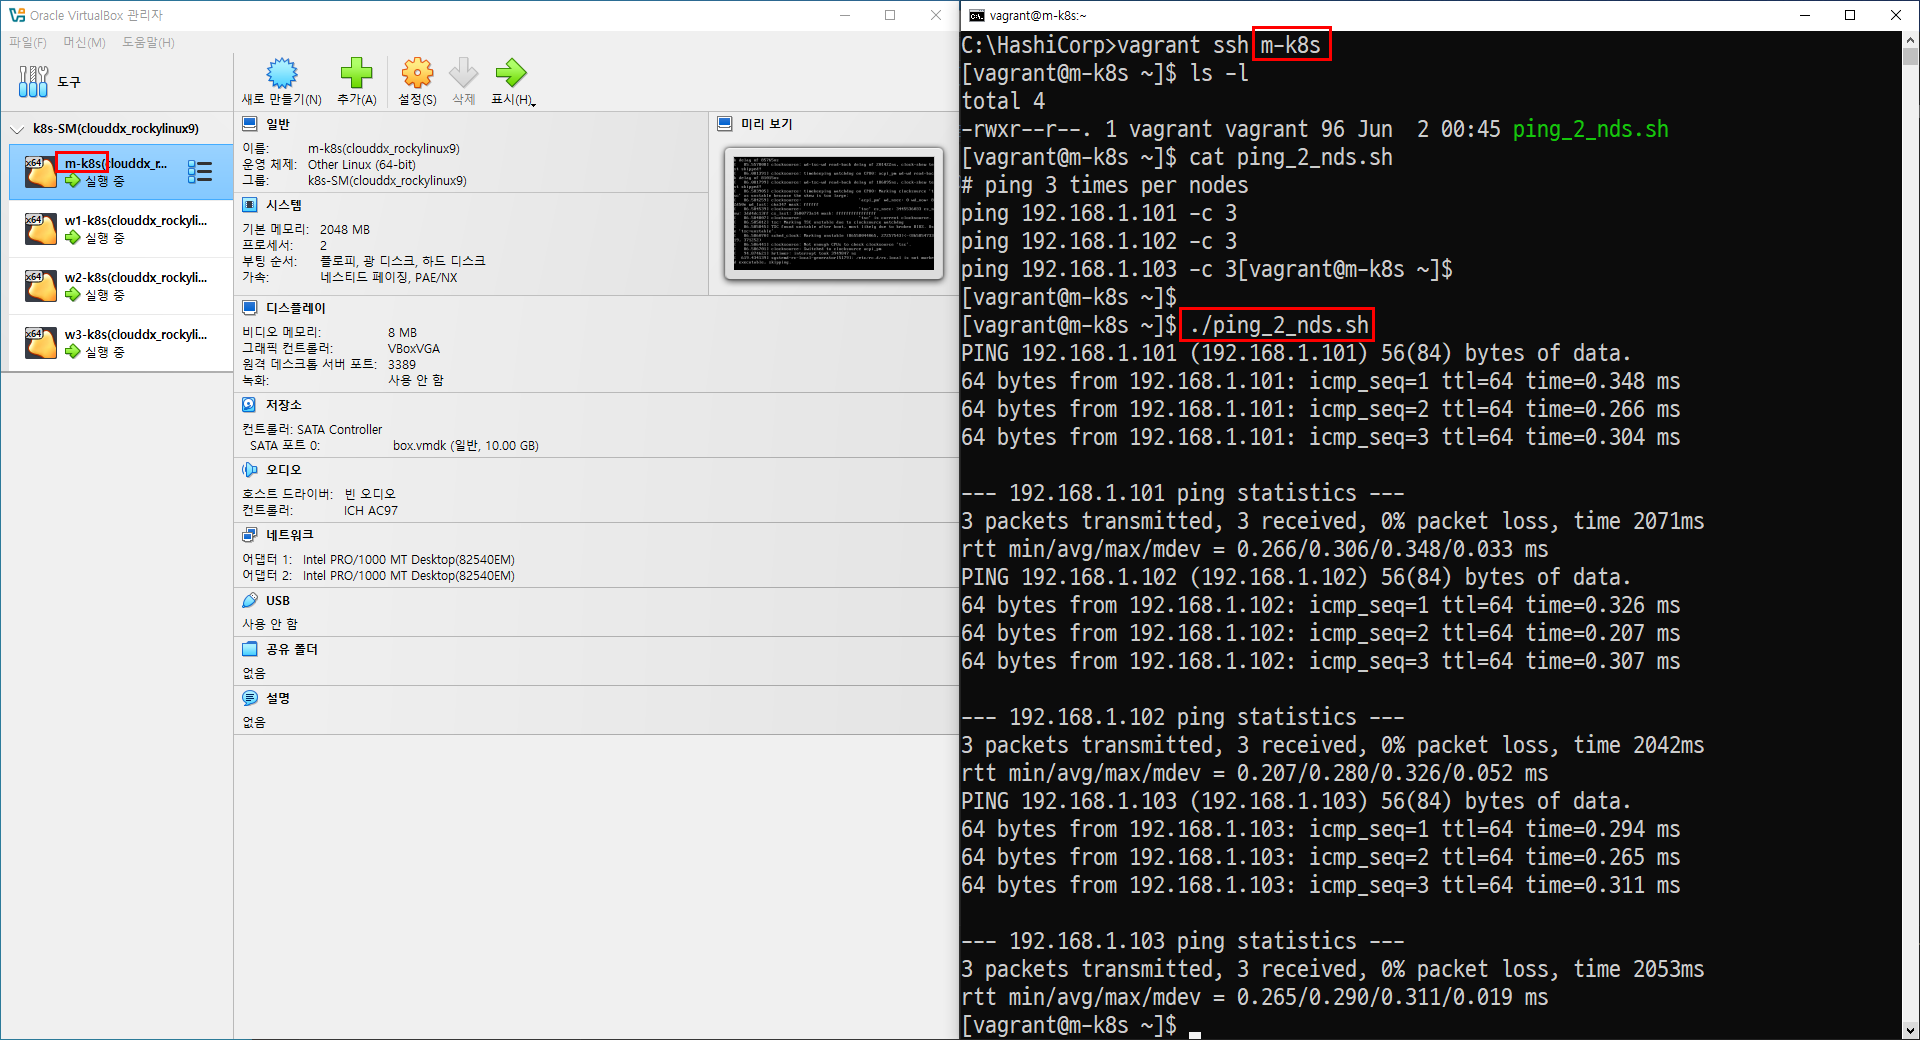 Oracle VirtualBox 관리자
파일(F) 머신(M) 도움말(H)
도구
새로 만들기(N) 추가(A) 설정(S) 삭제 표시(H)
k8s-SM(clouddx_rockylinux9)
m-k8s(clouddx_r...
실행 중
w1-k8s(clouddx_rockyli...
실행 중
w2-k8s(clouddx_rockyli...
실행 중
w3-k8s(clouddx_rockyli...
실행 중
일반
이름: m-k8s(clouddx_rockylinux9)
운영 체제: Other Linux (64-bit)
그룹: k8s-SM(clouddx_rockylinux9)
미리 보기
시스템
기본 메모리: 2048 MB
프로세서: 2
부팅 순서: 플로피, 광 디스크, 하드 디스크
가속: 네스티드 페이징, PAE/NX
디스플레이
비디오 메모리: 8 MB
그래픽 컨트롤러: VBoxVGA
원격 데스크톱 서버 포트: 3389
녹화: 사용 안 함
저장소
컨트롤러: SATA Controller
SATA 포트 0: box.vmdk (일반, 10.00 GB)
오디오
호스트 드라이버: 빈 오디오
컨트롤러: ICH AC97
네트워크
어댑터 1: Intel PRO/1000 MT Desktop(82540EM)
어댑터 2: Intel PRO/1000 MT Desktop(82540EM)
USB
사용 안 함
공유 폴더
없음
설명
없음
vagrant@m-k8s:~
C:\HashiCorp>vagrant ssh m-k8s
[vagrant@m-k8s ~]$ ls -l
total 4
-rwxr--r--. 1 vagrant vagrant 96 Jun  2 00:45 ping_2_nds.sh
[vagrant@m-k8s ~]$ cat ping_2_nds.sh
# ping 3 times per nodes
ping 192.168.1.101 -c 3
ping 192.168.1.102 -c 3
ping 192.168.1.103 -c 3[vagrant@m-k8s ~]$
[vagrant@m-k8s ~]$
[vagrant@m-k8s ~]$ ./ping_2_nds.sh
PING 192.168.1.101 (192.168.1.101) 56(84) bytes of data.
64 bytes from 192.168.1.101: icmp_seq=1 ttl=64 time=0.348 ms
64 bytes from 192.168.1.101: icmp_seq=2 ttl=64 time=0.266 ms
64 bytes from 192.168.1.101: icmp_seq=3 ttl=64 time=0.304 ms
--- 192.168.1.101 ping statistics ---
3 packets transmitted, 3 received, 0% packet loss, time 2071ms
rtt min/avg/max/mdev = 0.266/0.306/0.348/0.033 ms
PING 192.168.1.102 (192.168.1.102) 56(84) bytes of data.
64 bytes from 192.168.1.102: icmp_seq=1 ttl=64 time=0.326 ms
64 bytes from 192.168.1.102: icmp_seq=2 ttl=64 time=0.207 ms
64 bytes from 192.168.1.102: icmp_seq=3 ttl=64 time=0.307 ms
--- 192.168.1.102 ping statistics ---
3 packets transmitted, 3 received, 0% packet loss, time 2042ms
rtt min/avg/max/mdev = 0.207/0.280/0.326/0.052 ms
PING 192.168.1.103 (192.168.1.103) 56(84) bytes of data.
64 bytes from 192.168.1.103: icmp_seq=1 ttl=64 time=0.294 ms
64 bytes from 192.168.1.103: icmp_seq=2 ttl=64 time=0.265 ms
64 bytes from 192.168.1.103: icmp_seq=3 ttl=64 time=0.311 ms
--- 192.168.1.103 ping statistics ---
3 packets transmitted, 3 received, 0% packet loss, time 2053ms
rtt min/avg/max/mdev = 0.265/0.290/0.311/0.019 ms
[vagrant@m-k8s ~]$